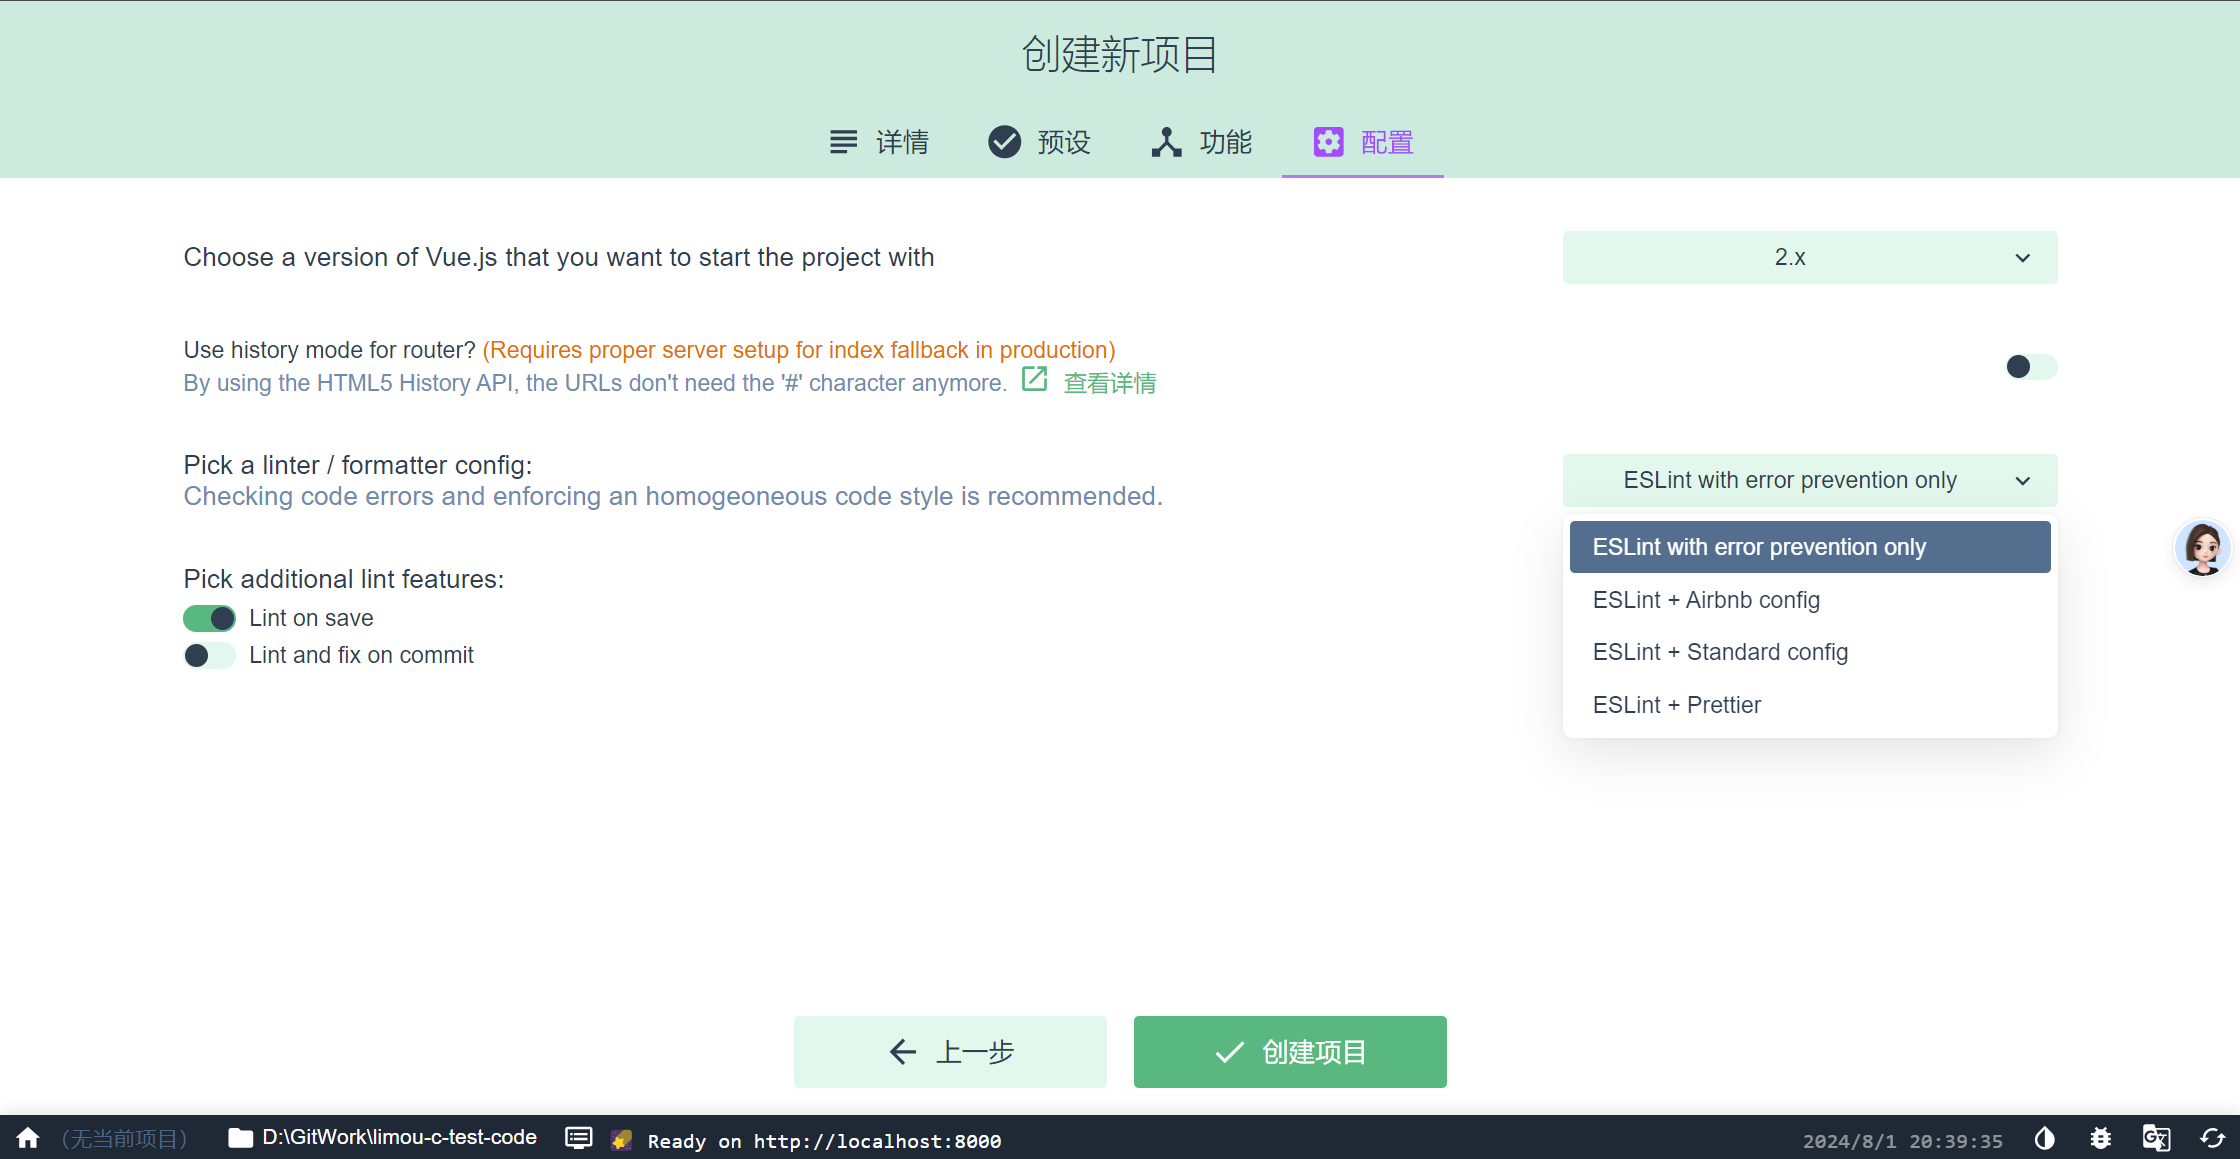 创建新项目
详情
预设
功能
配置
Choose a version of Vue.js that you want to start the project with
2.x
Use history mode for router? (Requires proper server setup for index fallback in production)
By using the HTML5 History API, the URLs don't need the '#' character anymore. 查看详情
Pick a linter / formatter config:
Checking code errors and enforcing an homogeoneous code style is recommended.
ESLint with error prevention only
ESLint with error prevention only
ESLint + Airbnb config
ESLint + Standard config
ESLint + Prettier
Pick additional lint features:
Lint on save
Lint and fix on commit
上一步
创建项目
(无当前项目)
D:\GitWork\limou-c-test-code
Ready on http://localhost:8000
2024/8/1 20:39:35